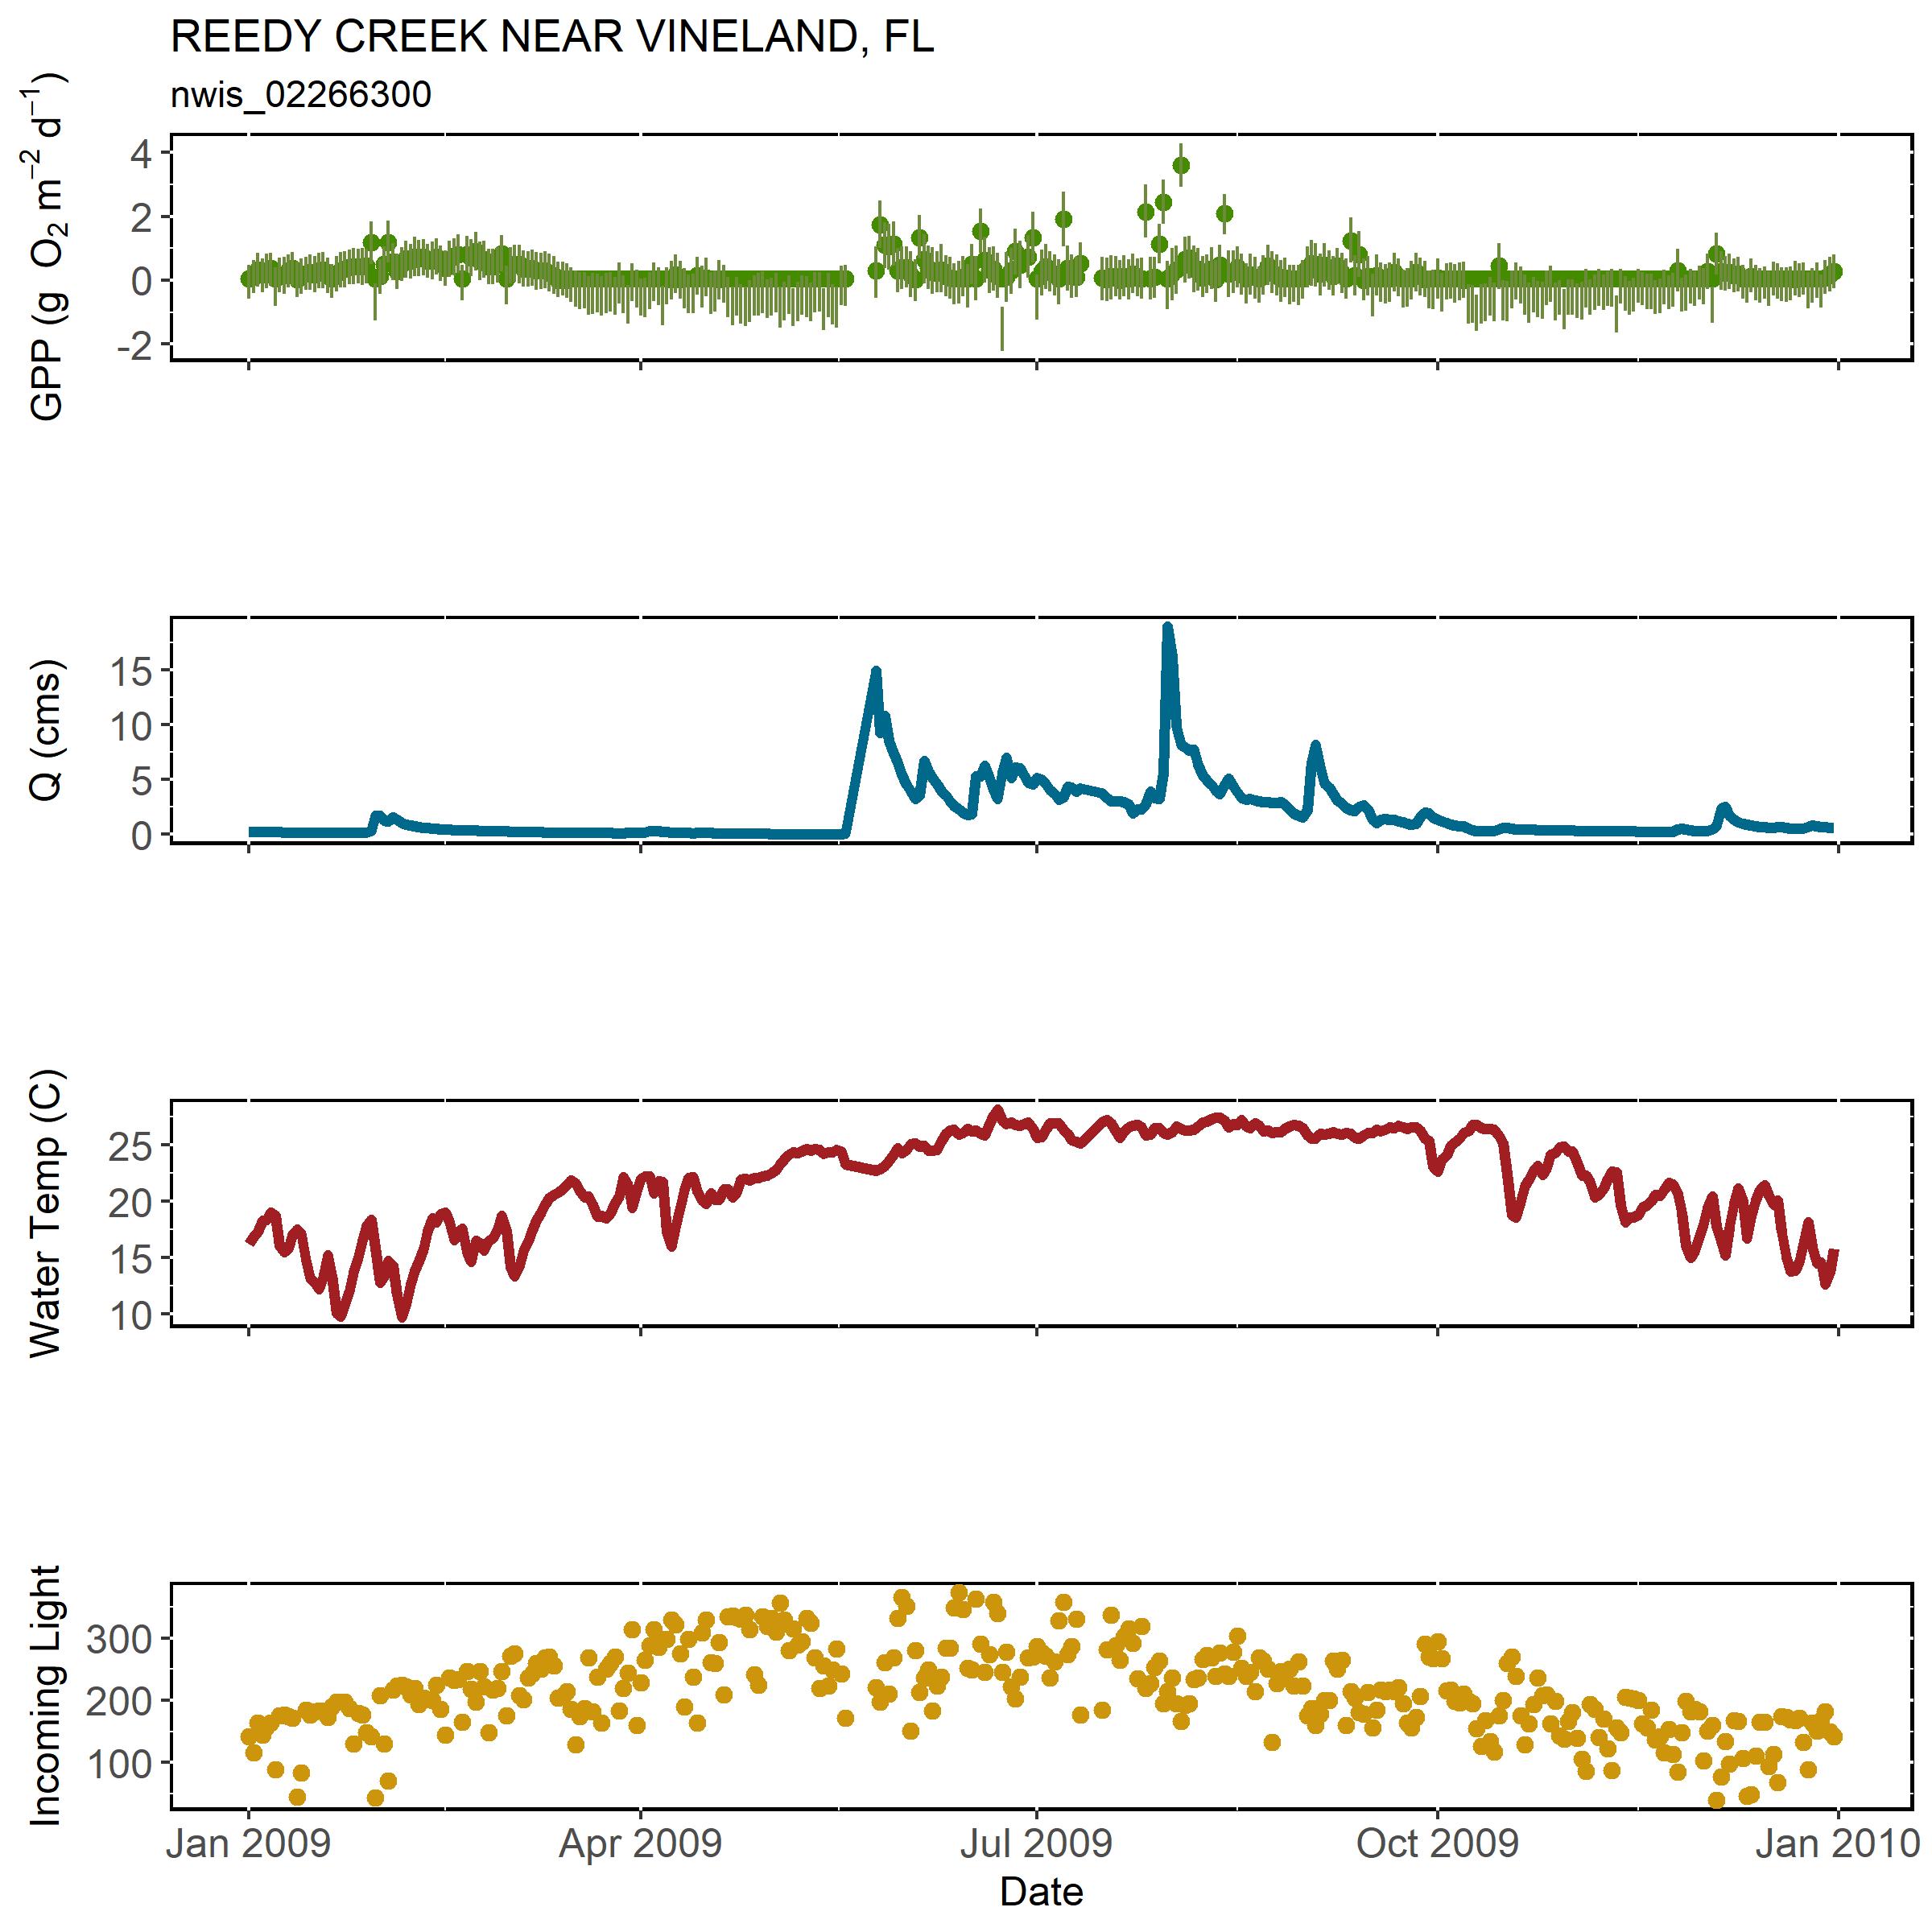 REEDY CREEK NEAR VINELAND, FL
nwis_02266300
GPP (g O₂ m⁻² d⁻¹)
4
2
0
-2
Q (cms)
15
10
5
0
Water Temp (C)
25
20
15
10
Incoming Light
300
200
100
Jan 2009 Apr 2009 Jul 2009 Oct 2009 Jan 2010
Date